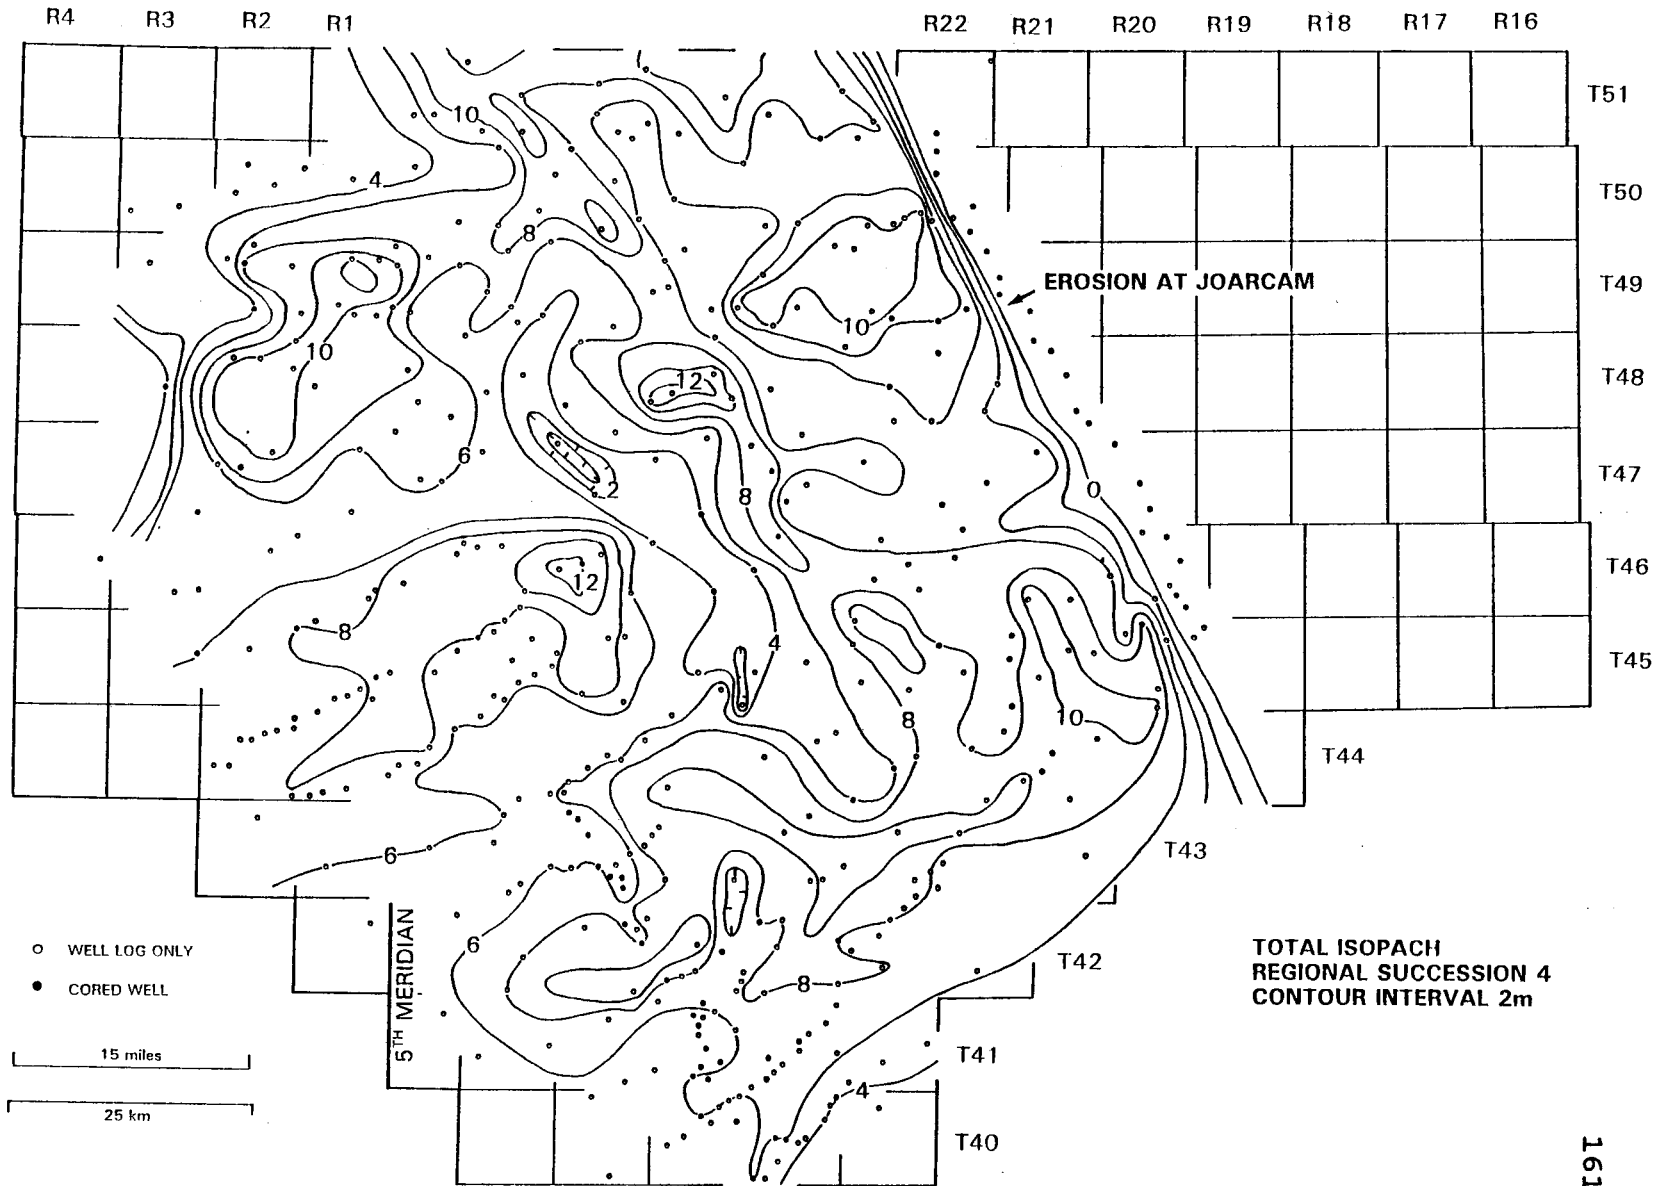 R4 R3 R2 R1 R22 R21 R20 R19 R18 R17 R16
T51
10
T50
4
8
EROSION AT JOARCAM
T49
10
10
T48
12
6
T47
2
8
0
T46
12
8
4
T45
8
10
T44
6
T43
6
T42
8
5TH MERIDIAN
T41
4
T40
WELL LOG ONLY
CORED WELL
15 miles
25 km
TOTAL ISOPACH
REGIONAL SUCCESSION 4
CONTOUR INTERVAL 2m
161